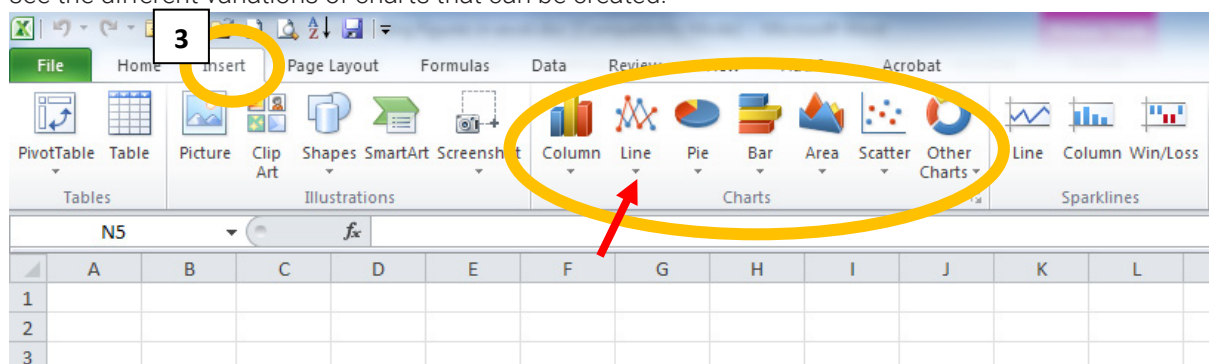 see the different variations of charts that can be created.
3
File Home Insert Page Layout Formulas Data Acrobat
PivotTable Table Picture Clip Art Shapes SmartArt Screenshot Column Line Pie Bar Area Scatter Other Charts Line Column Win/Loss
Tables Illustrations Charts Sparklines
N5 fx
A B C D E F G H I J K L
1
2
3